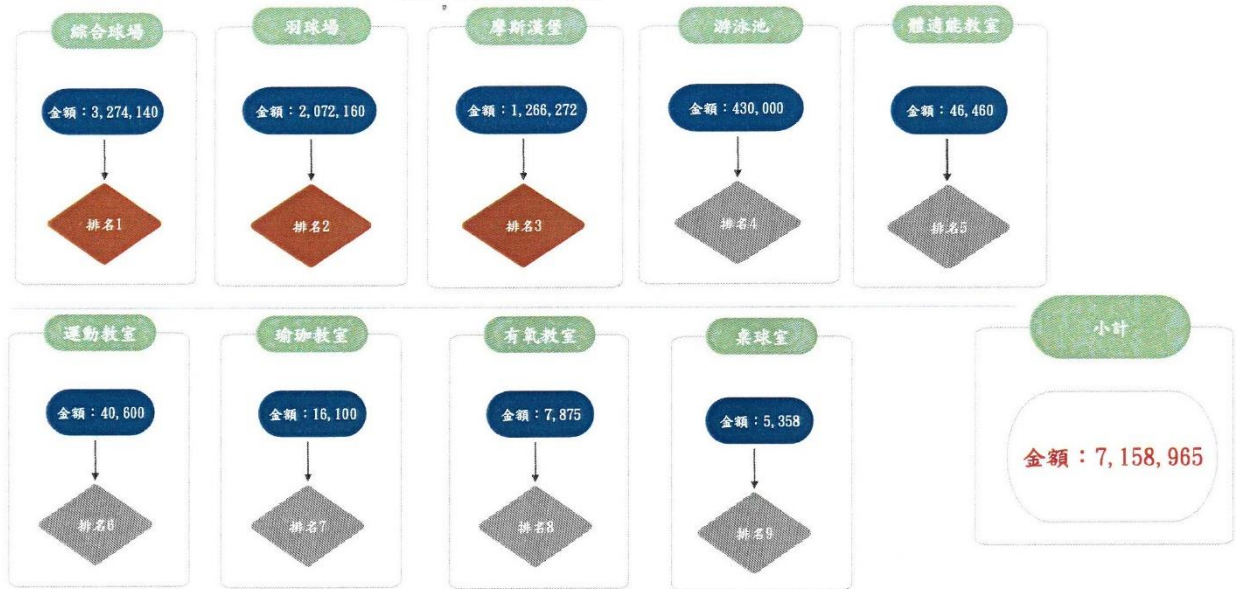 綜合球場
金額：3,274,140
排名1
羽球場
金額：2,072,160
排名2
摩斯漢堡
金額：1,266,272
排名3
游泳池
金額：430,000
排名4
體適能教室
金額：46,460
排名5
運動教室
金額：40,600
排名6
瑜珈教室
金額：16,100
排名7
有氧教室
金額：7,875
排名8
桌球室
金額：5,358
排名9
小計
金額：7,158,965